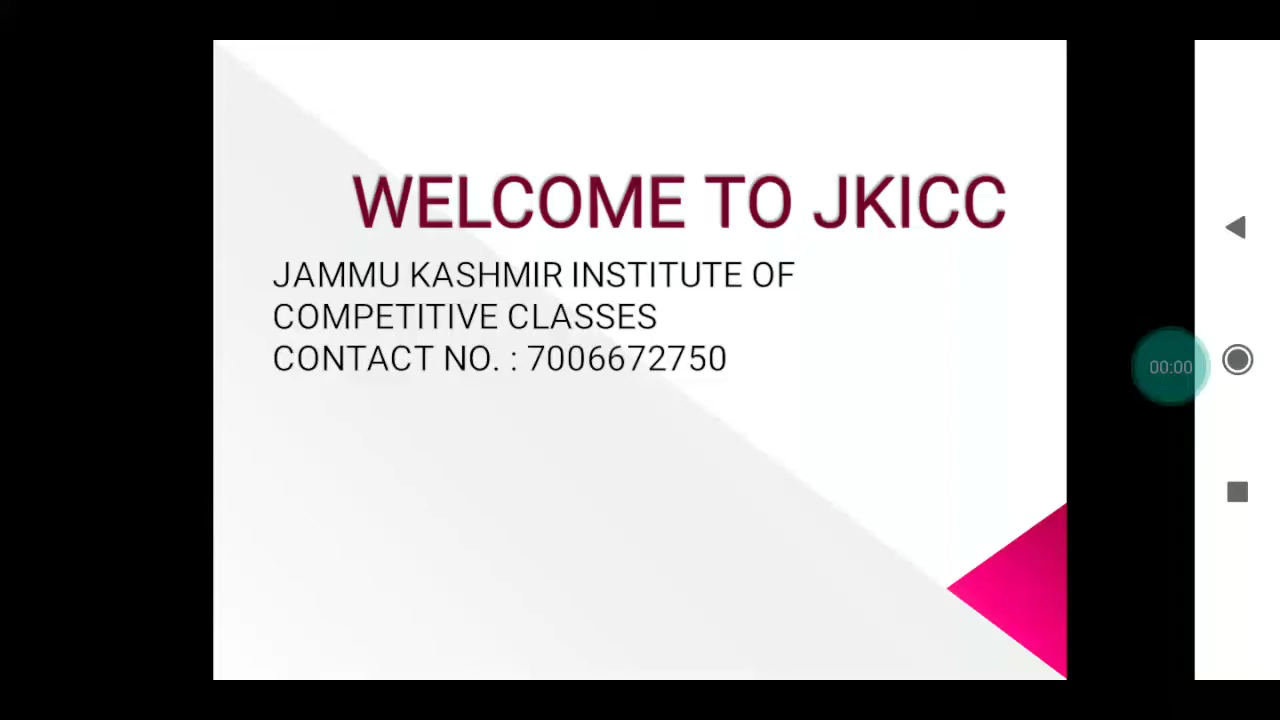 WELCOME TO JKICC
JAMMU KASHMIR INSTITUTE OF
COMPETITIVE CLASSES
CONTACT NO. : 7006672750
00:00